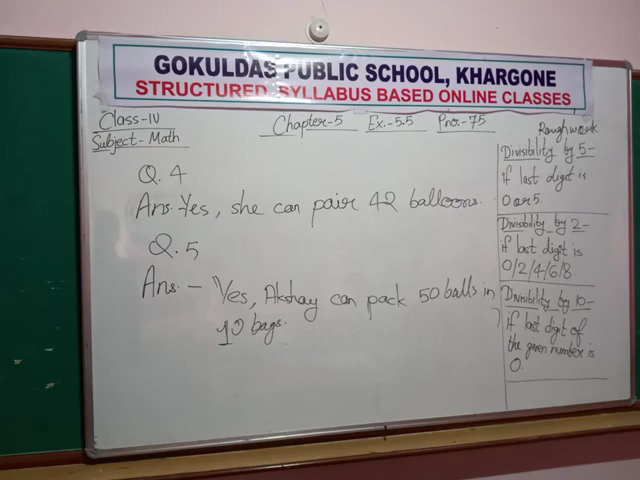 GOKULDAS PUBLIC SCHOOL, KHARGONE
STRUCTURED SYLLABUS BASED ONLINE CLASSES
Class-IV
Chapter-5 Ex.-5.5 Pno.-75
Subject-Math
Q. 4
Ans-Yes, she can pair 42 balloons.
Q. 5
Ans. - Yes, Akshay can pack 50 balls in
10 bags.
Rough work
Divisibility by 5-
if last digit is
0 or 5.
Divisibility by 2-
if last digit is
0/2/4/6/8
Divisibility by 10-
if last digit of
the given number is
0.